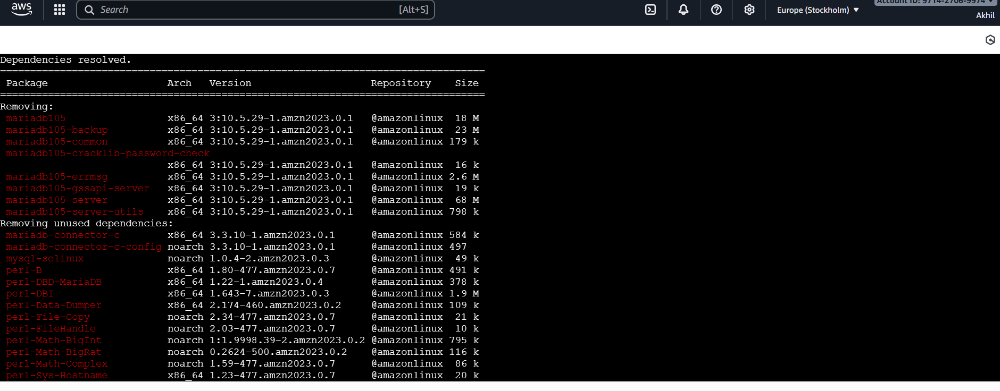 aws Search [Alt+S] Europe (Stockholm) ▼ Account ID: 9714-2706-9974 ▼
Akhil
Dependencies resolved.
=================================================================================
Package Arch Version Repository Size
=================================================================================
Removing:
mariadb105 x86_64 3:10.5.29-1.amzn2023.0.1 @amazonlinux 18 M
mariadb105-backup x86_64 3:10.5.29-1.amzn2023.0.1 @amazonlinux 23 M
mariadb105-common x86_64 3:10.5.29-1.amzn2023.0.1 @amazonlinux 179 k
mariadb105-cracklib-password-check
x86_64 3:10.5.29-1.amzn2023.0.1 @amazonlinux 16 k
mariadb105-errmsg x86_64 3:10.5.29-1.amzn2023.0.1 @amazonlinux 2.6 M
mariadb105-gssapi-server x86_64 3:10.5.29-1.amzn2023.0.1 @amazonlinux 19 k
mariadb105-server x86_64 3:10.5.29-1.amzn2023.0.1 @amazonlinux 68 M
mariadb105-server-utils x86_64 3:10.5.29-1.amzn2023.0.1 @amazonlinux 798 k
Removing unused dependencies:
mariadb-connector-c x86_64 3.3.10-1.amzn2023.0.1 @amazonlinux 584 k
mariadb-connector-c-config noarch 3.3.10-1.amzn2023.0.1 @amazonlinux 497
mysql-selinux noarch 1.0.4-2.amzn2023.0.3 @amazonlinux 49 k
perl-B x86_64 1.80-477.amzn2023.0.7 @amazonlinux 491 k
perl-DBD-MariaDB x86_64 1.22-1.amzn2023.0.4 @amazonlinux 378 k
perl-DBI x86_64 1.643-7.amzn2023.0.3 @amazonlinux 1.9 M
perl-Data-Dumper x86_64 2.174-460.amzn2023.0.2 @amazonlinux 109 k
perl-File-Copy noarch 2.34-477.amzn2023.0.7 @amazonlinux 21 k
perl-FileHandle noarch 2.03-477.amzn2023.0.7 @amazonlinux 10 k
perl-Math-BigInt noarch 1:1.9998.39-2.amzn2023.0.2 @amazonlinux 795 k
perl-Math-BigRat noarch 0.2624-500.amzn2023.0.2 @amazonlinux 116 k
perl-Math-Complex noarch 1.59-477.amzn2023.0.7 @amazonlinux 86 k
perl-Sys-Hostname x86_64 1.23-477.amzn2023.0.7 @amazonlinux 20 k